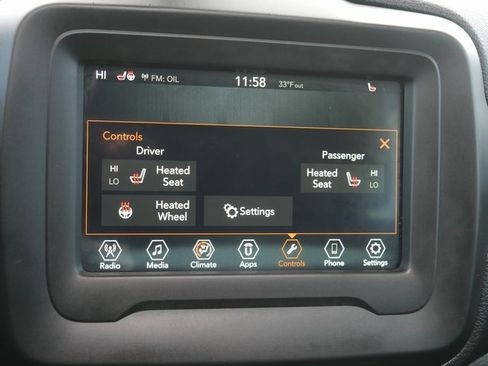 HI FM: OIL 11:58 33°F out
Controls
Driver Passenger
HI LO Heated Seat
Heated Seat HI LO
Heated Wheel
Settings
Radio Media Climate Apps Controls Phone Settings